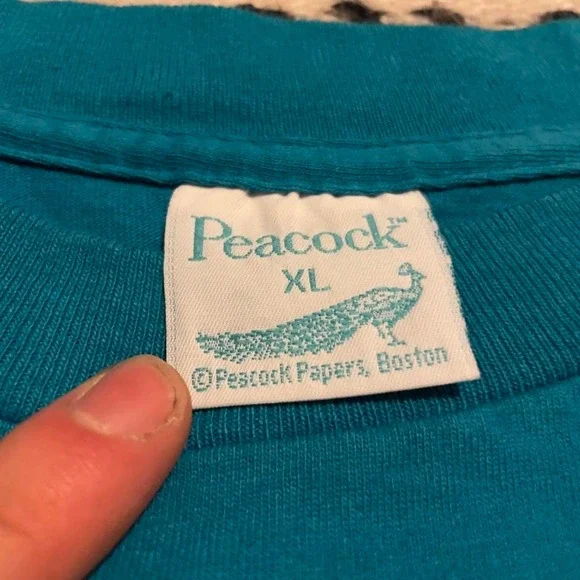 Peacock™
XL
©Peacock Papers, Boston